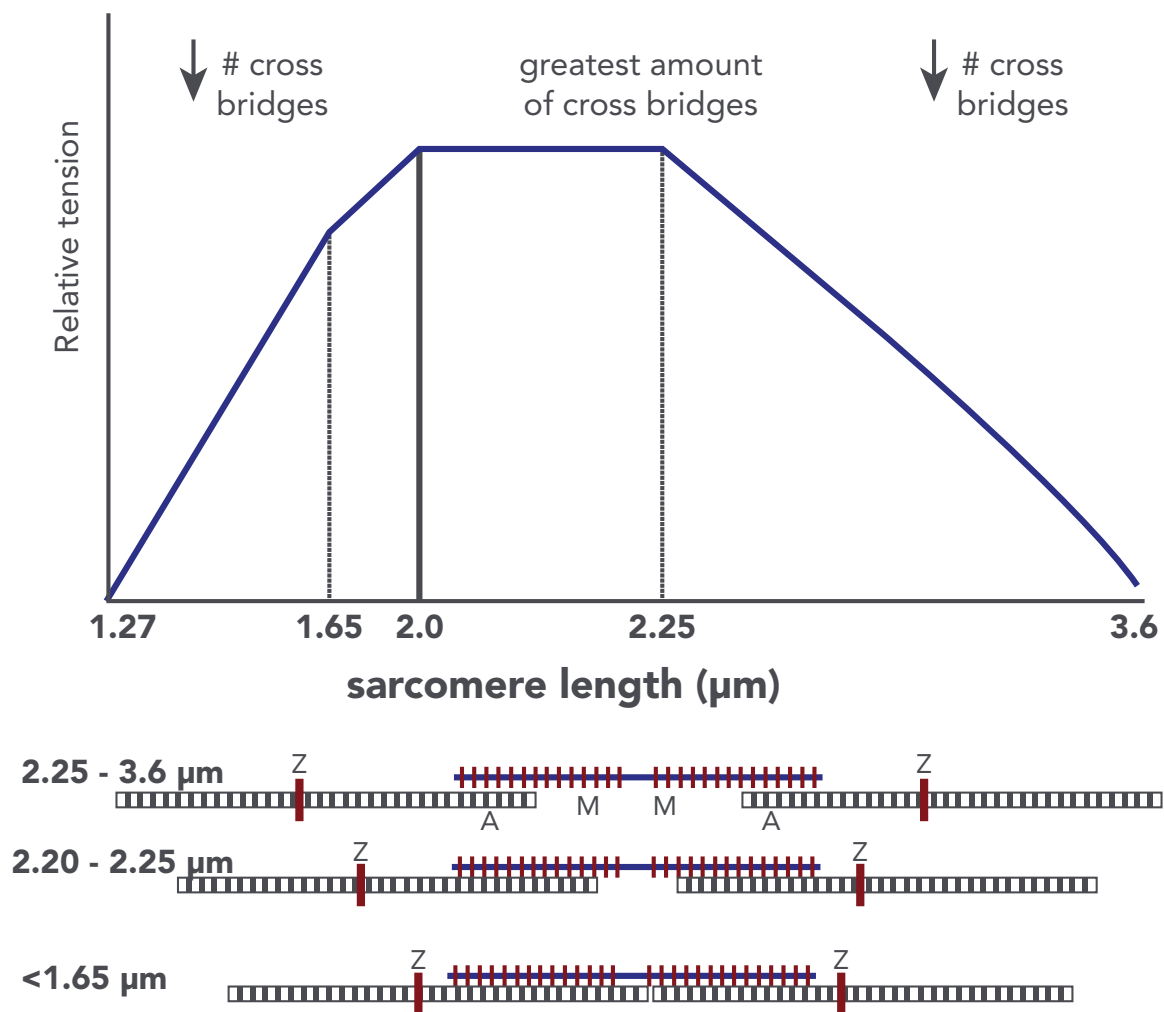 # cross
bridges
greatest amount
of cross bridges
# cross
bridges
Relative tension
1.27 1.65 2.0 2.25 3.6
sarcomere length (µm)
2.25 - 3.6 µm
Z Z
M M
A A
2.20 - 2.25 µm
Z Z
<1.65 µm
Z Z